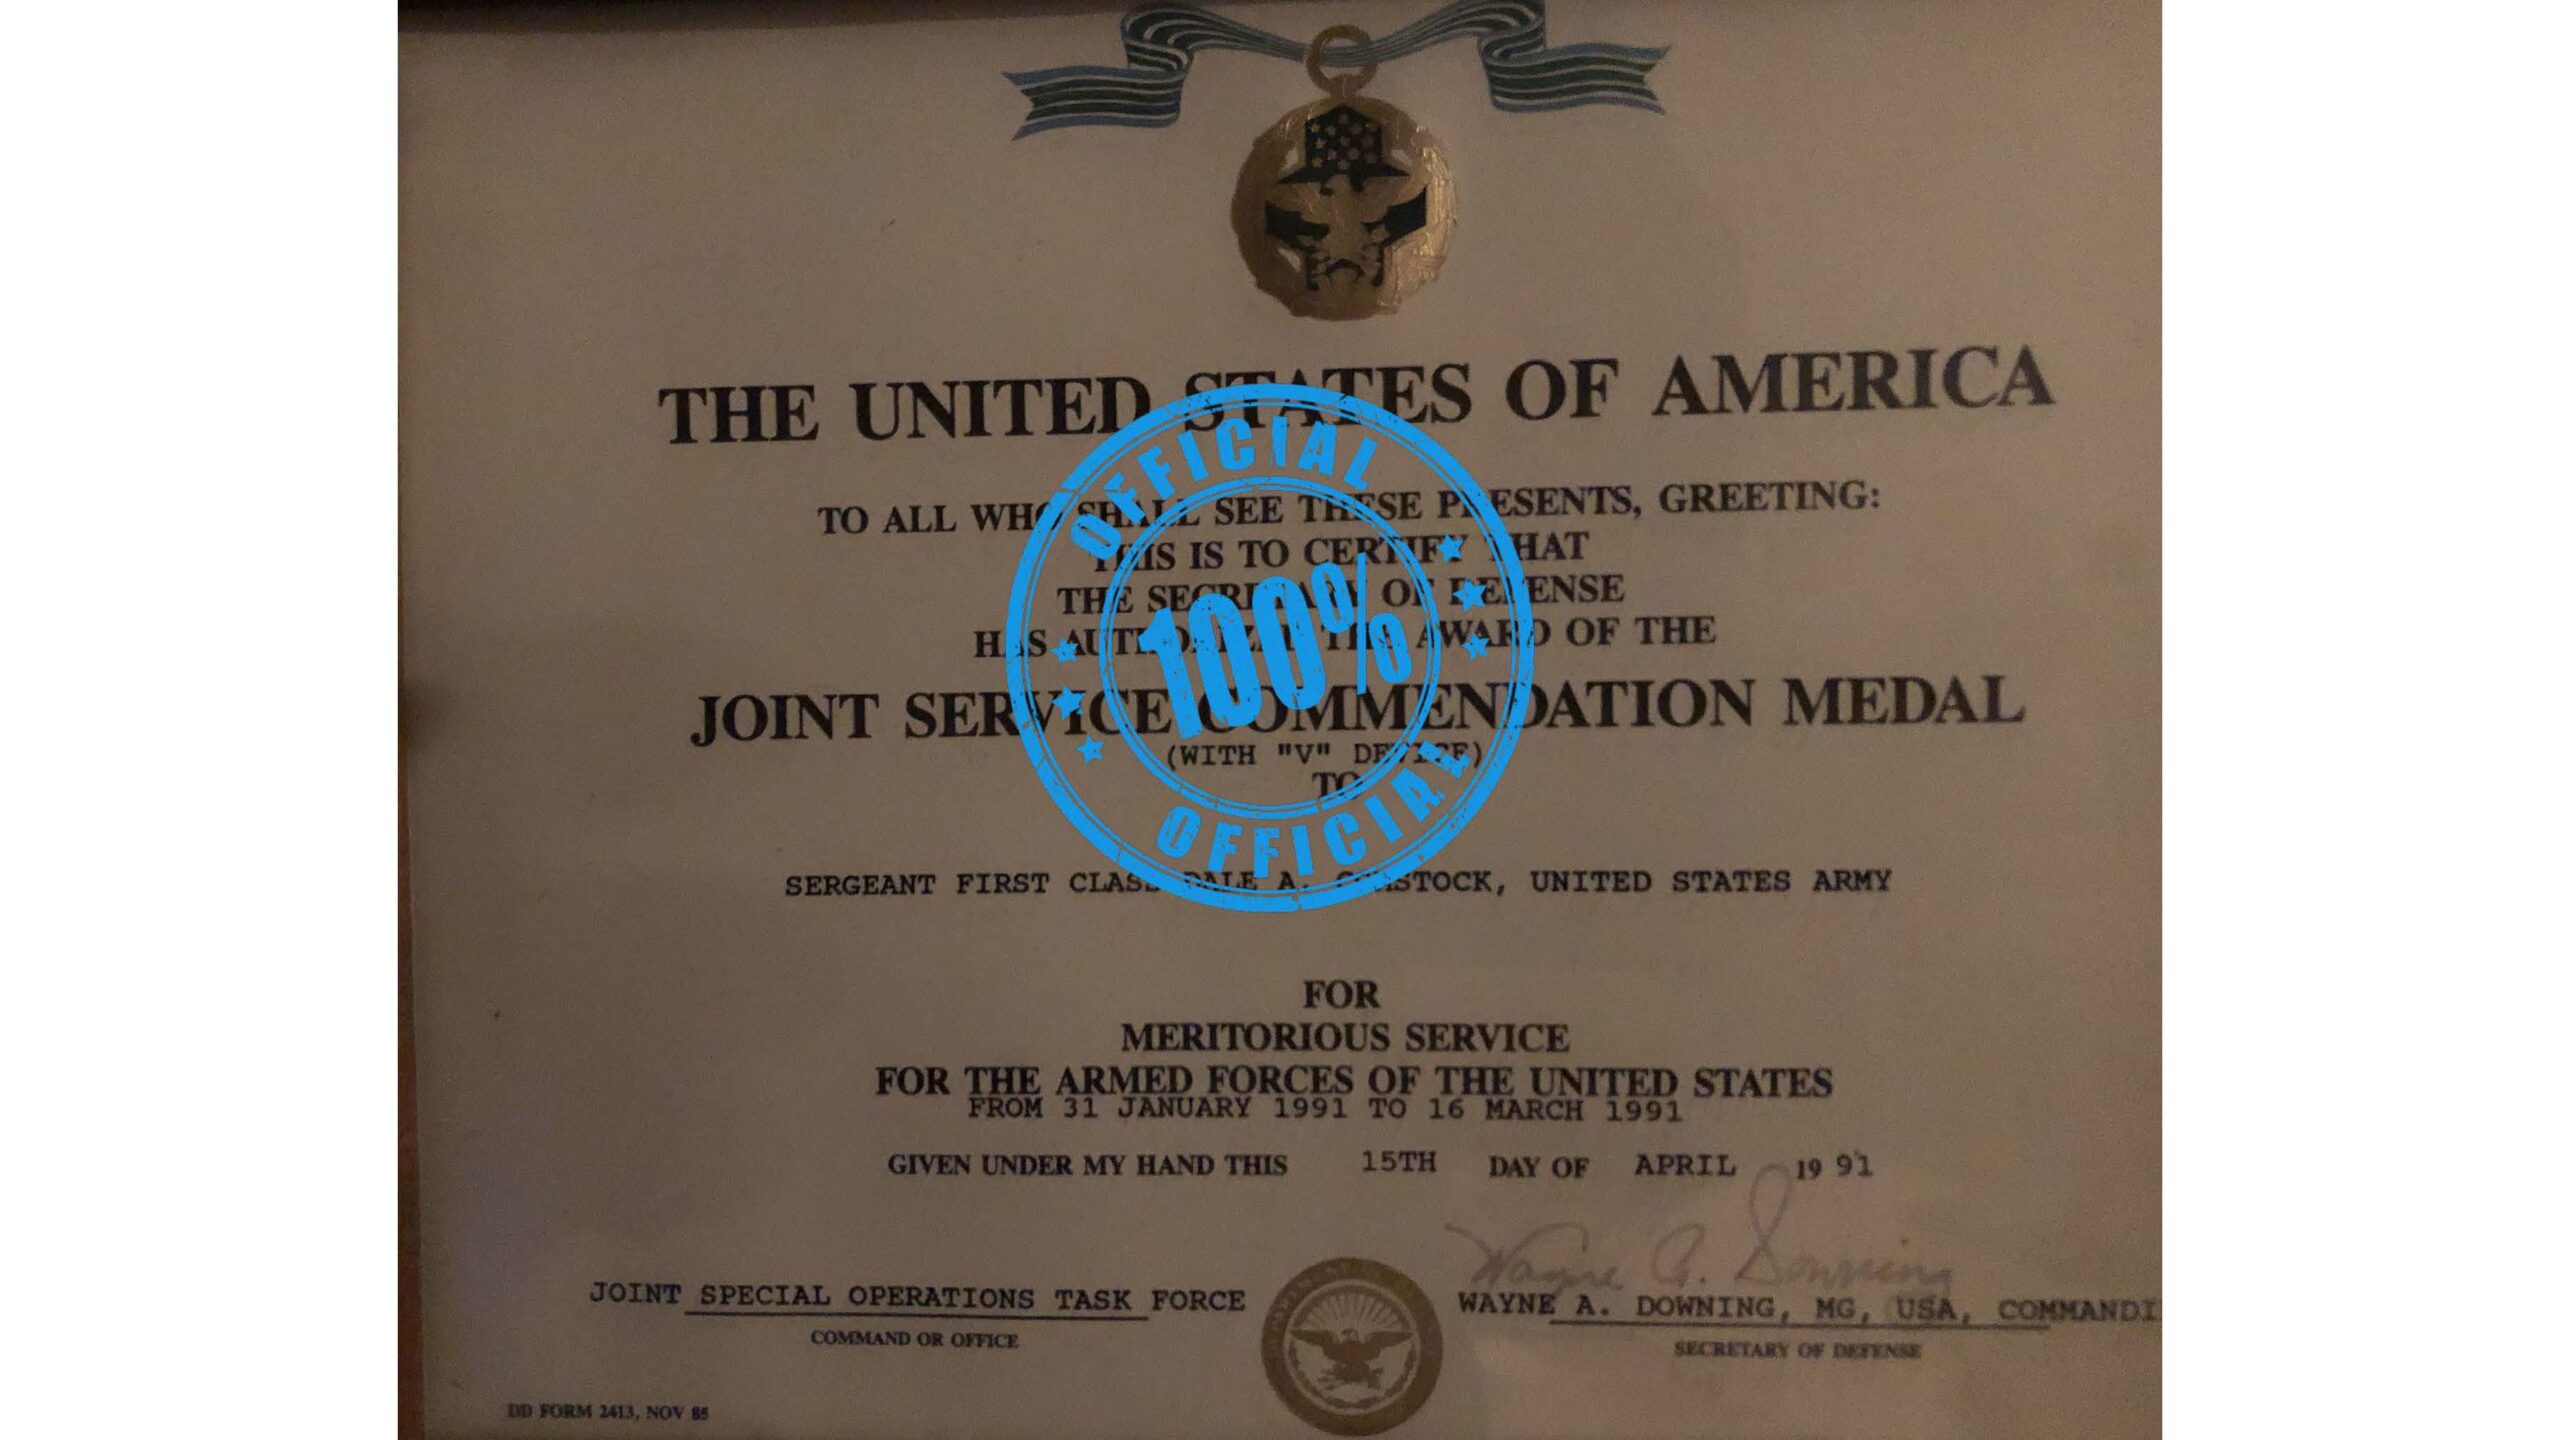 THE UNITED STATES OF AMERICA
TO ALL WHO SHALL SEE THESE PRESENTS, GREETING:
THIS IS TO CERTIFY THAT
THE SECRETARY OF DEFENSE
HAS AUTHORIZED THE AWARD OF THE
JOINT SERVICE COMMENDATION MEDAL
(WITH "V" DEVICE)
TO
OFFICIAL
100%
OFFICIAL
SERGEANT FIRST CLASS DALE A. COMSTOCK, UNITED STATES ARMY
FOR
MERITORIOUS SERVICE
FOR THE ARMED FORCES OF THE UNITED STATES
FROM 31 JANUARY 1991 TO 16 MARCH 1991
GIVEN UNDER MY HAND THIS 15TH DAY OF APRIL 1991
Wayne A. Downing
JOINT SPECIAL OPERATIONS TASK FORCE
COMMAND OR OFFICE
WAYNE A. DOWNING, MG, USA, COMMANDI
SECRETARY OF DEFENSE
DD FORM 2413, NOV 85